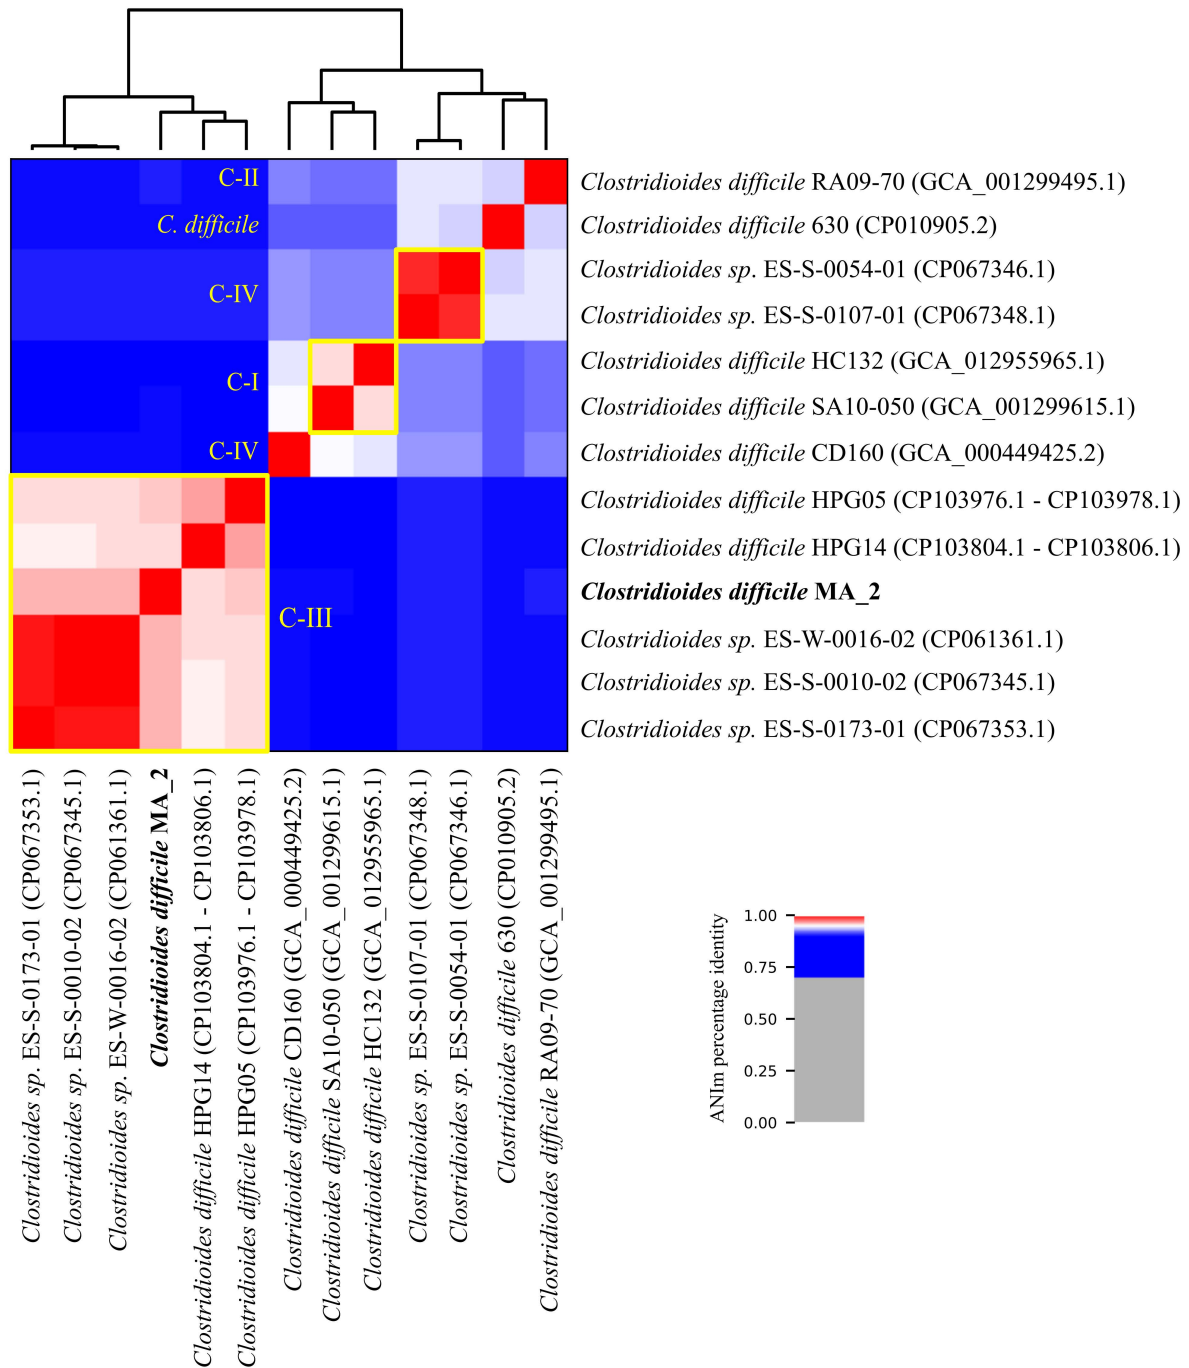 C-II
Clostridioides difficile RA09-70 (GCA_001299495.1)
C. difficile
Clostridioides difficile 630 (CP010905.2)
Clostridioides sp. ES-S-0054-01 (CP067346.1)
C-IV
Clostridioides sp. ES-S-0107-01 (CP067348.1)
Clostridioides difficile HC132 (GCA_012955965.1)
C-I
Clostridioides difficile SA10-050 (GCA_001299615.1)
C-IV
Clostridioides difficile CD160 (GCA_000449425.2)
Clostridioides difficile HPG05 (CP103976.1 - CP103978.1)
Clostridioides difficile HPG14 (CP103804.1 - CP103806.1)
Clostridioides difficile MA_2
C-III
Clostridioides sp. ES-W-0016-02 (CP061361.1)
Clostridioides sp. ES-S-0010-02 (CP067345.1)
Clostridioides sp. ES-S-0173-01 (CP067353.1)
Clostridioides sp. ES-S-0173-01 (CP067353.1)
Clostridioides sp. ES-S-0010-02 (CP067345.1)
Clostridioides sp. ES-W-0016-02 (CP061361.1)
Clostridioides difficile MA_2
Clostridioides difficile HPG14 (CP103804.1 - CP103806.1)
Clostridioides difficile HPG05 (CP103976.1 - CP103978.1)
Clostridioides difficile CD160 (GCA_000449425.2)
Clostridioides difficile SA10-050 (GCA_001299615.1)
Clostridioides difficile HC132 (GCA_012955965.1)
Clostridioides sp. ES-S-0107-01 (CP067348.1)
Clostridioides sp. ES-S-0054-01 (CP067346.1)
Clostridioides difficile 630 (CP010905.2)
Clostridioides difficile RA09-70 (GCA_001299495.1)
ANIm percentage identity
1.00
0.75
0.50
0.25
0.00